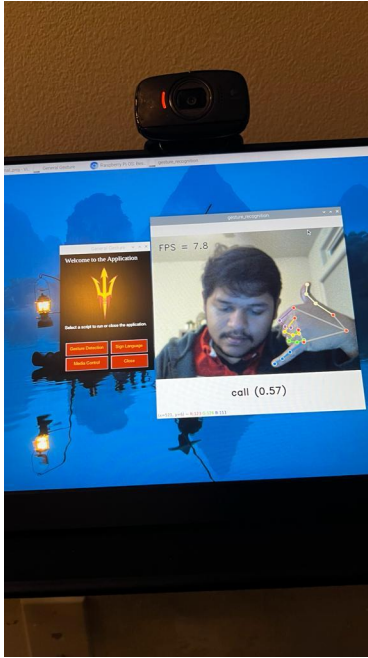 gesture_recognition
gesture_recognition
Welcome to the Application
FPS = 7.8
Select a script to run or close the application.
Gesture Detection
Sign Language
Media Control
Close
call (0.57)